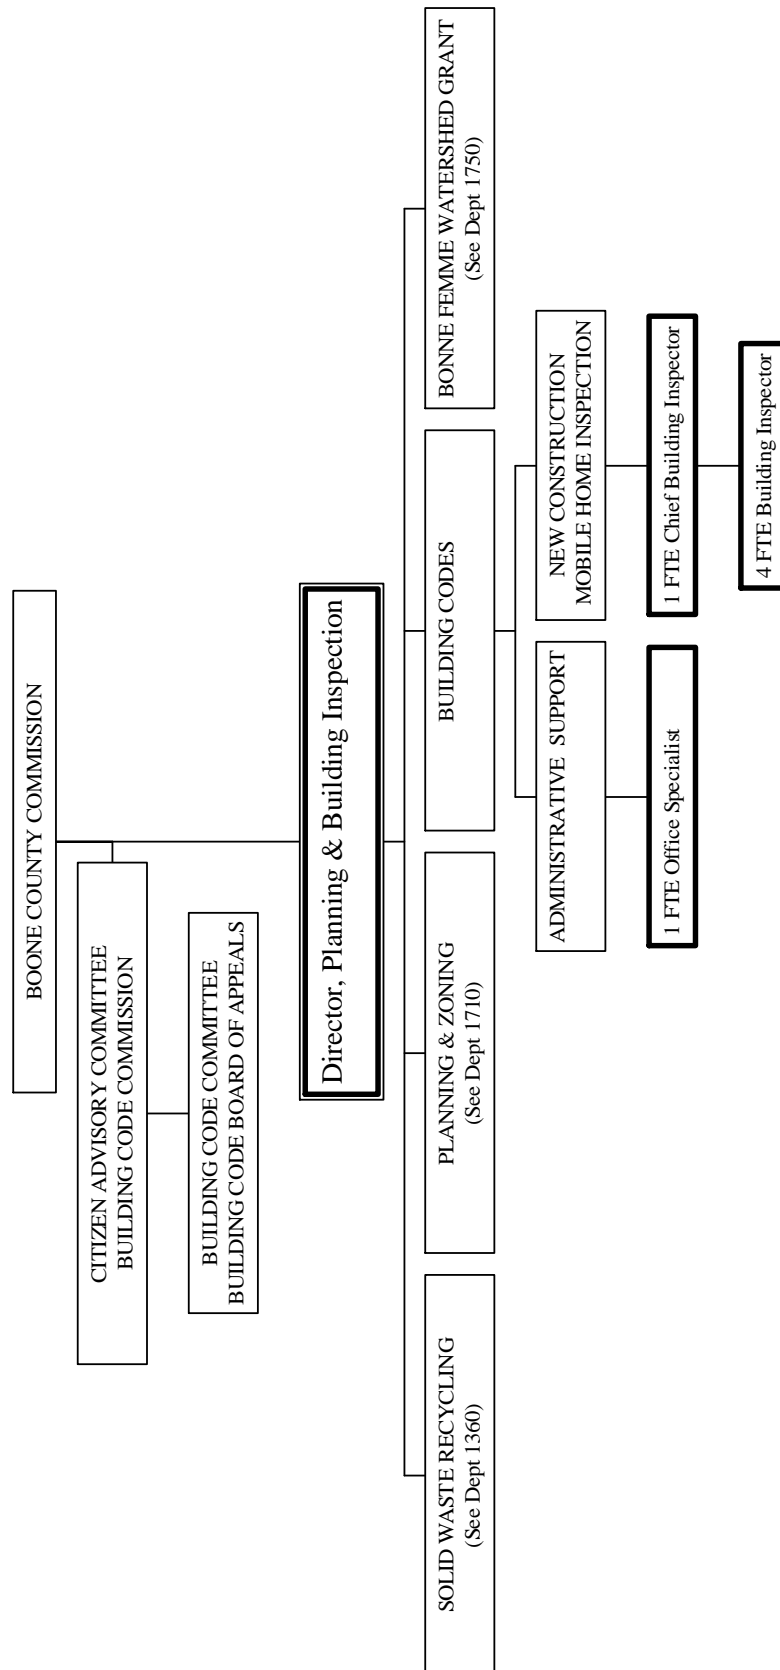 BOONE COUNTY COMMISSION
CITIZEN ADVISORY COMMITTEE
BUILDING CODE COMMISSION
BUILDING CODE COMMITTEE
BUILDING CODE BOARD OF APPEALS
Director, Planning & Building Inspection
SOLID WASTE RECYCLING
(See Dept 1360)
PLANNING & ZONING
(See Dept 1710)
BUILDING CODES
BONNE FEMME WATERSHED GRANT
(See Dept 1750)
ADMINISTRATIVE SUPPORT
NEW CONSTRUCTION
MOBILE HOME INSPECTION
1 FTE Office Specialist
1 FTE Chief Building Inspector
4 FTE Building Inspector